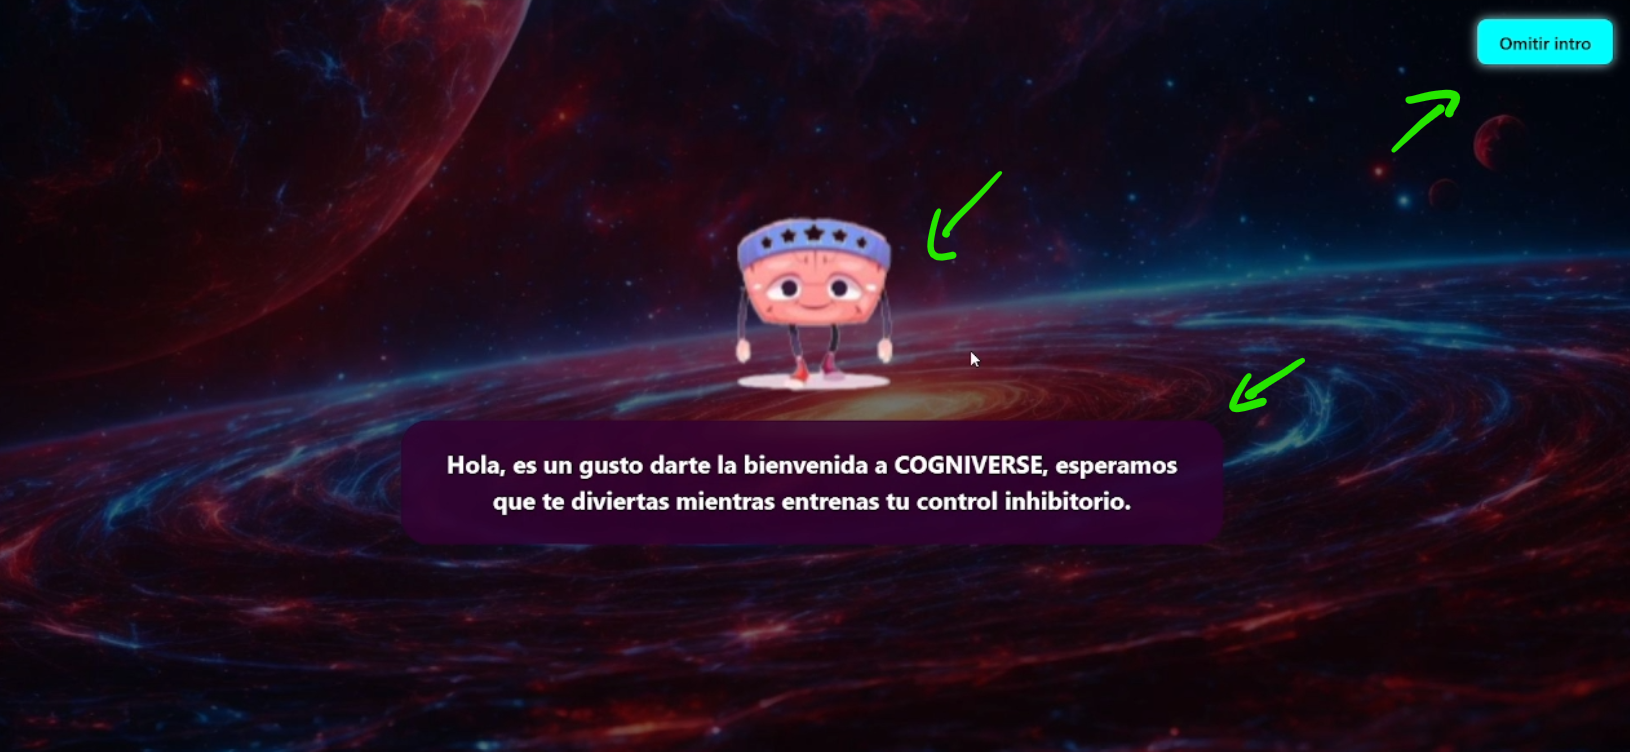 Omitir intro
Hola, es un gusto darte la bienvenida a COGNIVERSE, esperamos
que te diviertas mientras entrenas tu control inhibitorio.